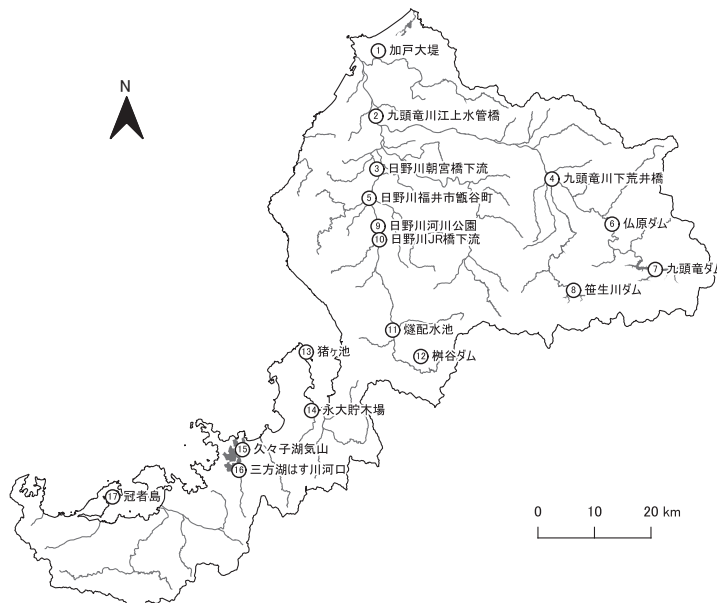 ① 加戸大堤
N
② 九頭竜川江上水管橋
③ 日野川朝宮橋下流
④ 九頭竜川下荒井橋
⑤ 日野川福井市甑谷町
⑥ 仏原ダム
⑨ 日野川河川公園
⑩ 日野川JR橋下流
⑦ 九頭竜ダム
⑧ 笹生川ダム
⑪ 燧配水池
⑬ 猪ヶ池
⑫ 桝谷ダム
⑭ 永大貯木場
⑮ 久々子湖気山
⑯ 三方湖はす川河口
⑰ 冠者島
0 10 20 km